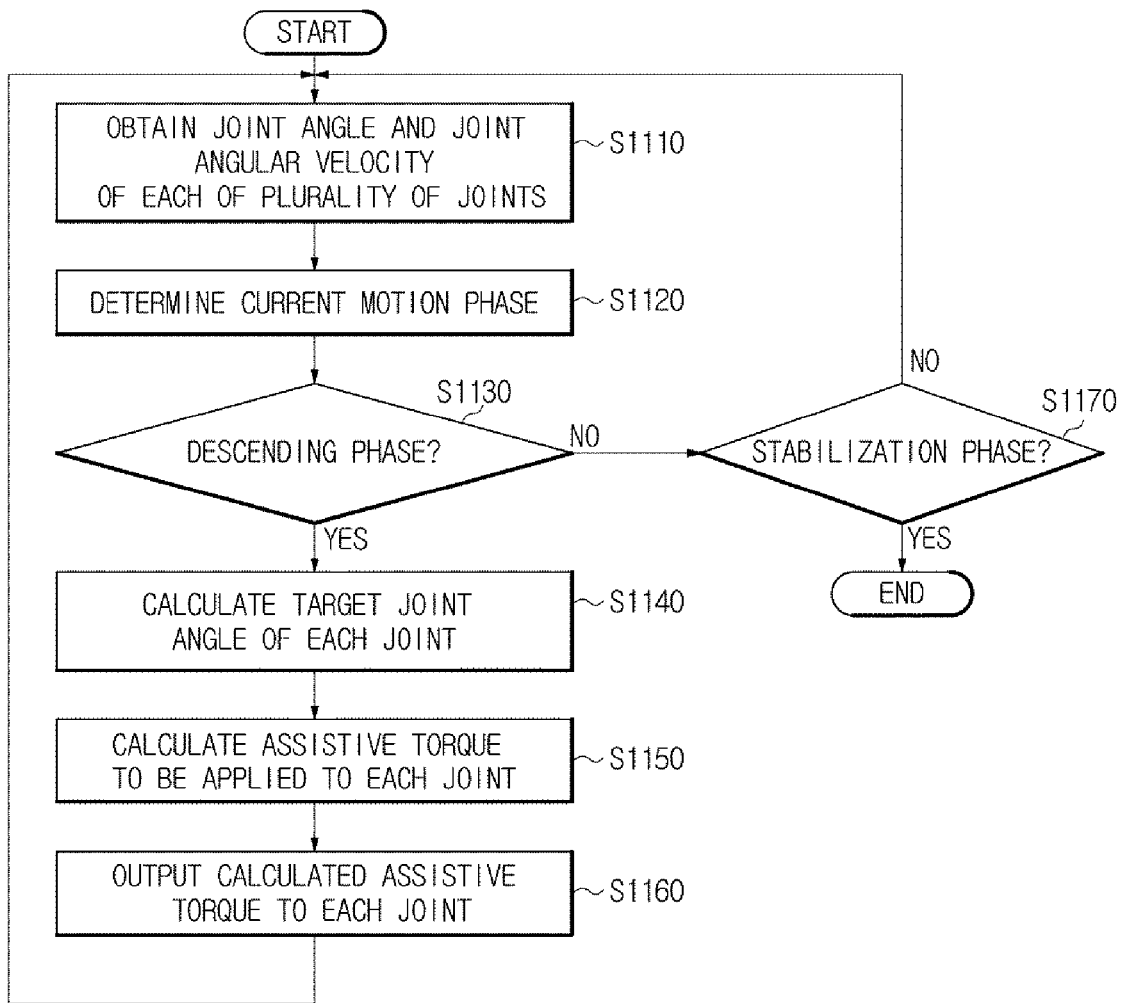 START
OBTAIN JOINT ANGLE AND JOINT
ANGULAR VELOCITY
OF EACH OF PLURALITY OF JOINTS
S1110
DETERMINE CURRENT MOTION PHASE
S1120
S1130
DESCENDING PHASE?
NO
YES
NO
S1170
STABILIZATION PHASE?
YES
END
CALCULATE TARGET JOINT
ANGLE OF EACH JOINT
S1140
CALCULATE ASSISTIVE TORQUE
TO BE APPLIED TO EACH JOINT
S1150
OUTPUT CALCULATED ASSISTIVE
TORQUE TO EACH JOINT
S1160